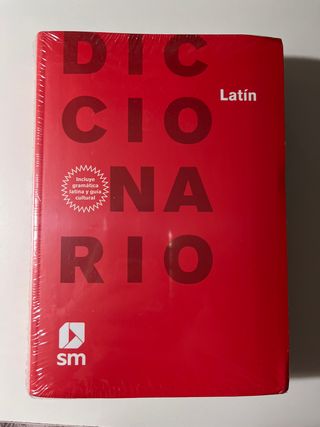 DIC
Latín
CIO
Incluye
gramática
latina y guía
cultural
NA
RIO
sm